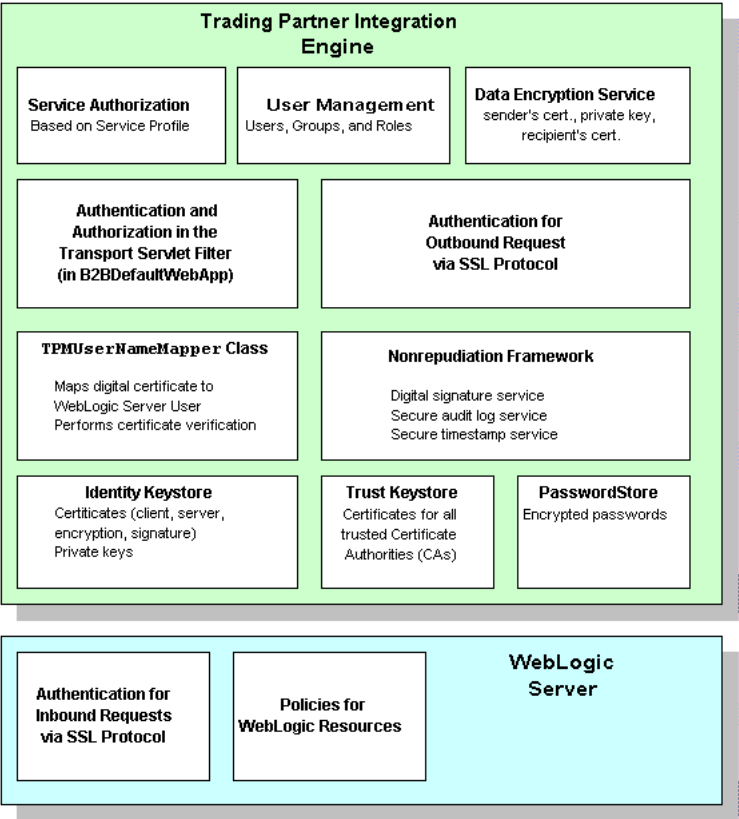 Trading Partner Integration
Engine
Service Authorization
Based on Service Profile
User Management
Users, Groups, and Roles
Data Encryption Service
sender's cert., private key,
recipient's cert.
Authentication and
Authorization in the
Transport Servlet Filter
(in B2BDefaultWebApp)
Authentication for
Outbound Request
via SSL Protocol
TPMUserNameMapper Class
Maps digital certificate to
WebLogic Server User
Performs certificate verification
Nonrepudiation Framework
Digital signature service
Secure audit log service
Secure timestamp service
Identity Keystore
Certiticates (client, server,
encryption, signature)
Private keys
Trust Keystore
Certificates for all
trusted Certificate
Authorities (CAs)
PasswordStore
Encrypted passwords
WebLogic
Server
Authentication for
Inbound Requests
via SSL Protocol
Policies for
WebLogic Resources